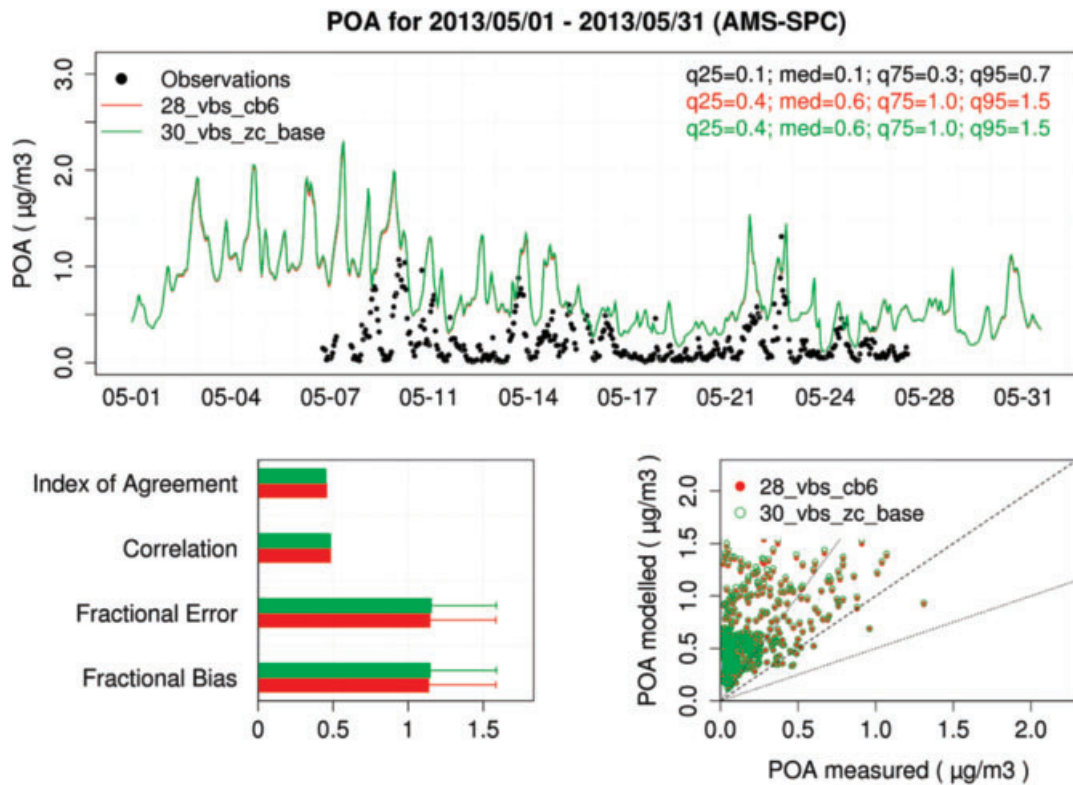 POA for 2013/05/01 - 2013/05/31 (AMS-SPC)
POA ( µg/m3 )
3.0
2.0
1.0
0.0
Observations
28_vbs_cb6
30_vbs_zc_base
q25=0.1; med=0.1; q75=0.3; q95=0.7
q25=0.4; med=0.6; q75=1.0; q95=1.5
q25=0.4; med=0.6; q75=1.0; q95=1.5
05-01 05-04 05-07 05-11 05-14 05-17 05-21 05-24 05-28 05-31
Index of Agreement
Correlation
Fractional Error
Fractional Bias
0 0.5 1 1.5
POA modelled ( µg/m3 )
2.0
1.5
1.0
0.5
0.0
28_vbs_cb6
30_vbs_zc_base
0.0 0.5 1.0 1.5 2.0
POA measured ( µg/m3 )